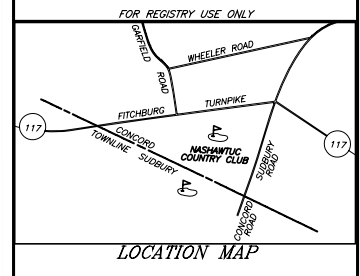 FOR REGISTRY USE ONLY
GARFIELD ROAD
WHEELER ROAD
FITCHBURG TURNPIKE
117
CONCORD
TOWNLINE SUDBURY
NASHAWTUC
COUNTRY CLUB
SUDBURY ROAD
117
CONCORD ROAD
LOCATION MAP